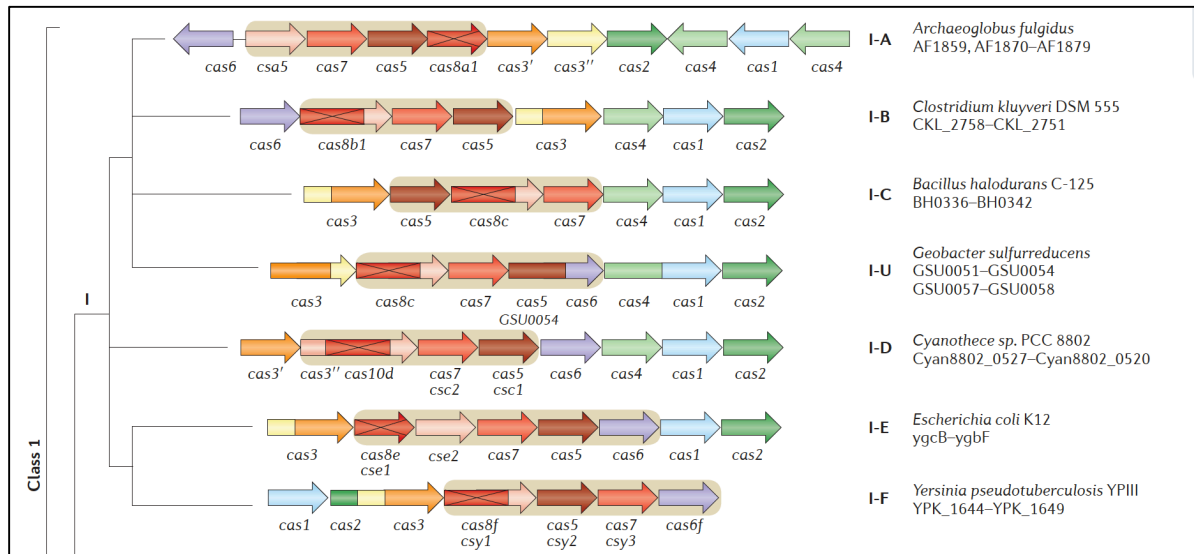 I-A
Archaeoglobus fulgidus
AF1859, AF1870–AF1879
cas6 csa5 cas7 cas5 cas8a1 cas3′ cas3′′ cas2 cas4 cas1 cas4
I-B
Clostridium kluyveri DSM 555
CKL_2758–CKL_2751
cas6 cas8b1 cas7 cas5 cas3 cas4 cas1 cas2
I-C
Bacillus halodurans C-125
BH0336–BH0342
cas3 cas5 cas8c cas7 cas4 cas1 cas2
I-U
Geobacter sulfurreducens
GSU0051–GSU0054
GSU0057–GSU0058
cas3 cas8c cas7 cas5 cas6 cas4 cas1 cas2
GSU0054
I
I-D
Cyanothece sp. PCC 8802
Cyan8802_0527–Cyan8802_0520
cas3′ cas3′′ cas10d cas7 cas5 cas6 cas4 cas1 cas2
csc2 csc1
I-E
Escherichia coli K12
ygcB–ygbF
cas3 cas8e cse2 cas7 cas5 cas6 cas1 cas2
cse1
I-F
Yersinia pseudotuberculosis YPIII
YPK_1644–YPK_1649
cas1 cas2 cas3 cas8f cas5 cas7 cas6f
csy1 csy2 csy3
Class 1